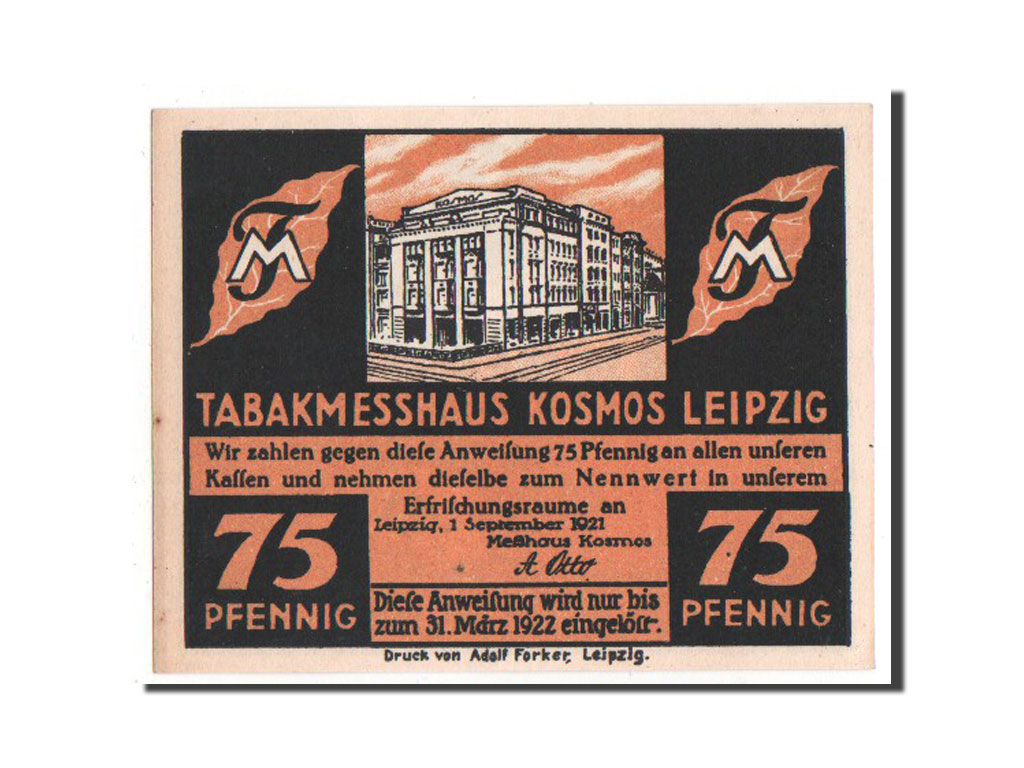 KOSMOS
TM
TM
TABAKMESSHAUS KOSMOS LEIPZIG
Wir zahlen gegen dieſe Anweiſung 75 Pfennig an allen unſeren
Kaſſen und nehmen dieſelbe zum Nennwert in unſerem
Erfriſchungsraume an
Leipzig, 1 September 1921
Meßhaus Kosmos
A Otto
75
PFENNIG
75
PFENNIG
Dieſe Anweiſung wird nur bis
zum 31. März 1922 eingelöſt.
Druck von Adolf Forker, Leipzig.